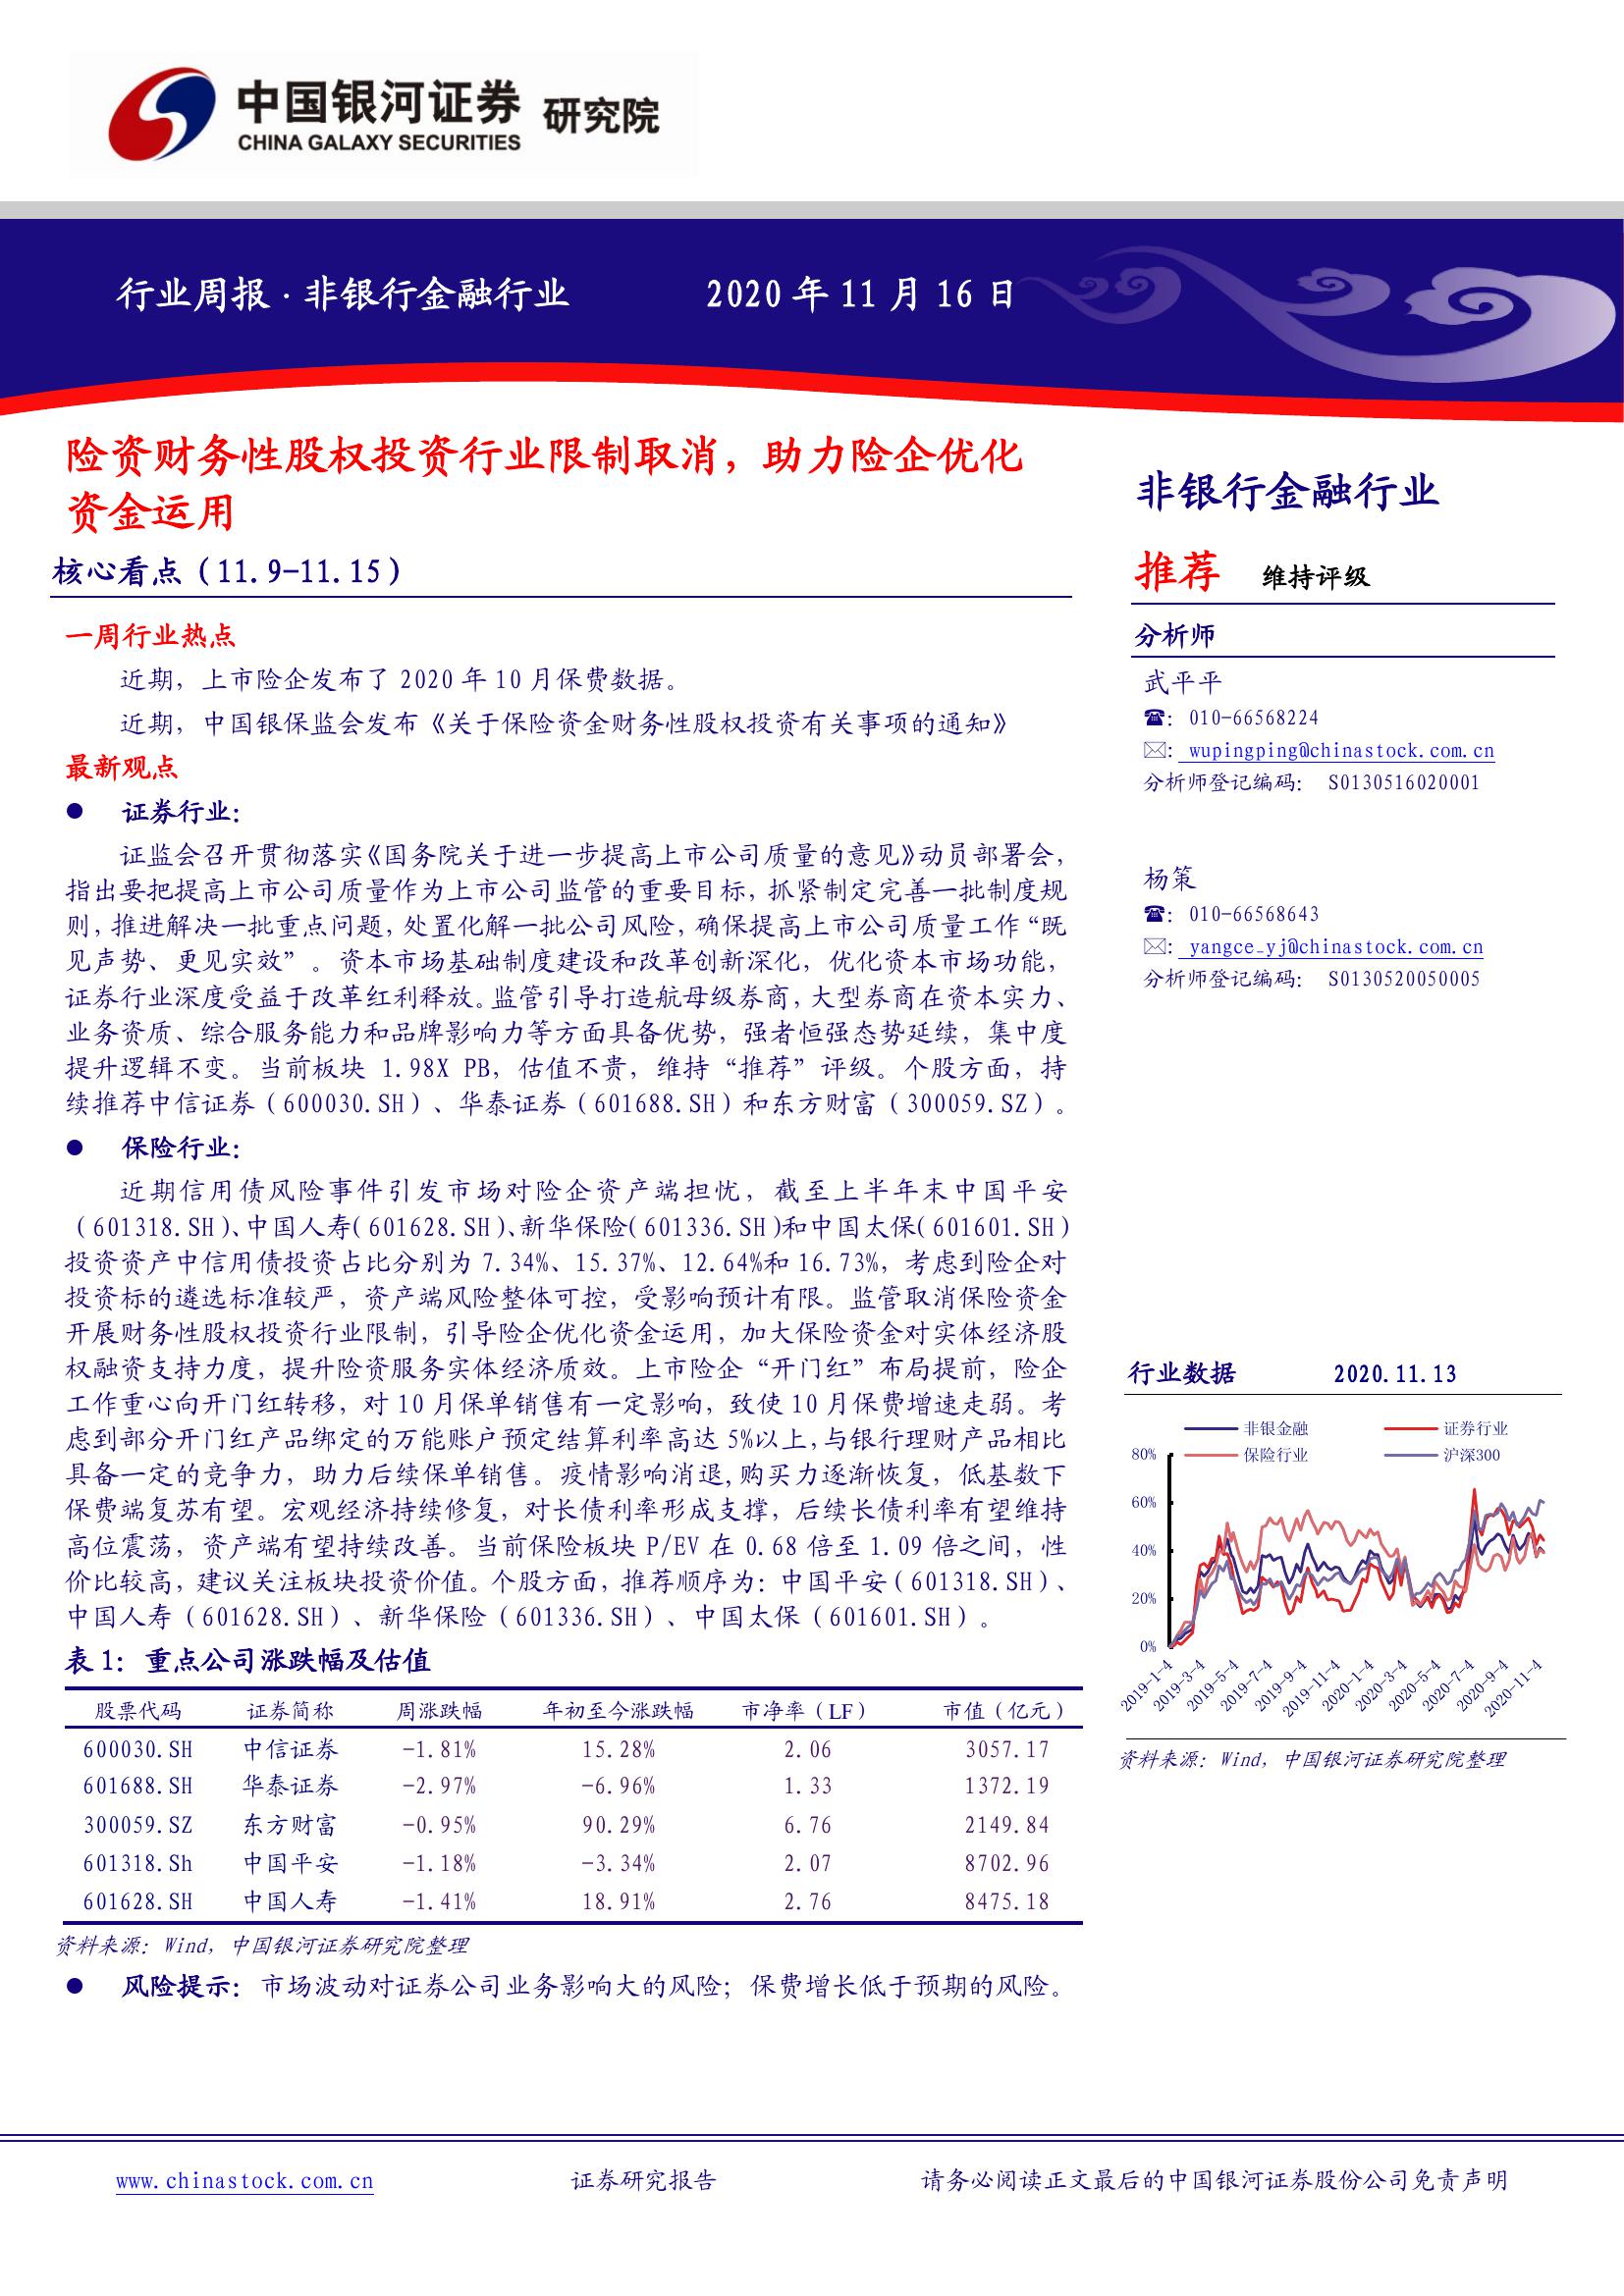 中国银河证券 研究院
CHINA GALAXY SECURITIES
行业周报·非银行金融行业 2020 年 11 月 16 日
险资财务性股权投资行业限制取消，助力险企优化
资金运用
核心看点（11.9-11.15）
一周行业热点
近期，上市险企发布了 2020 年 10 月保费数据。
近期，中国银保监会发布《关于保险资金财务性股权投资有关事项的通知》
最新观点
● 证券行业：
证监会召开贯彻落实《国务院关于进一步提高上市公司质量的意见》动员部署会，
指出要把提高上市公司质量作为上市公司监管的重要目标，抓紧制定完善一批制度规
则，推进解决一批重点问题，处置化解一批公司风险，确保提高上市公司质量工作“既
见声势、更见实效”。资本市场基础制度建设和改革创新深化，优化资本市场功能，
证券行业深度受益于改革红利释放。监管引导打造航母级券商，大型券商在资本实力、
业务资质、综合服务能力和品牌影响力等方面具备优势，强者恒强态势延续，集中度
提升逻辑不变。当前板块 1.98X PB，估值不贵，维持“推荐”评级。个股方面，持
续推荐中信证券（600030.SH）、华泰证券（601688.SH）和东方财富（300059.SZ）。
● 保险行业：
近期信用债风险事件引发市场对险企资产端担忧，截至上半年末中国平安
（601318.SH）、中国人寿（601628.SH）、新华保险（601336.SH）和中国太保（601601.SH）
投资资产中信用债投资占比分别为 7.34%、15.37%、12.64%和 16.73%，考虑到险企对
投资标的遴选标准较严，资产端风险整体可控，受影响预计有限。监管取消保险资金
开展财务性股权投资行业限制，引导险企优化资金运用，加大保险资金对实体经济股
权融资支持力度，提升险资服务实体经济质效。上市险企“开门红”布局提前，险企
工作重心向开门红转移，对 10 月保单销售有一定影响，致使 10 月保费增速走弱。考
虑到部分开门红产品绑定的万能账户预定结算利率高达 5%以上，与银行理财产品相比
具备一定的竞争力，助力后续保单销售。疫情影响消退，购买力逐渐恢复，低基数下
保费端复苏有望。宏观经济持续修复，对长债利率形成支撑，后续长债利率有望维持
高位震荡，资产端有望持续改善。当前保险板块 P/EV 在 0.68 倍至 1.09 倍之间，性
价比较高，建议关注板块投资价值。个股方面，推荐顺序为：中国平安（601318.SH）、
中国人寿（601628.SH）、新华保险（601336.SH）、中国太保（601601.SH）。
表 1：重点公司涨跌幅及估值
股票代码 证券简称 周涨跌幅 年初至今涨跌幅 市净率（LF） 市值（亿元）
600030.SH 中信证券 -1.81% 15.28% 2.06 3057.17
601688.SH 华泰证券 -2.97% -6.96% 1.33 1372.19
300059.SZ 东方财富 -0.95% 90.29% 6.76 2149.84
601318.Sh 中国平安 -1.18% -3.34% 2.07 8702.96
601628.SH 中国人寿 -1.41% 18.91% 2.76 8475.18
资料来源：Wind，中国银河证券研究院整理
● 风险提示：市场波动对证券公司业务影响大的风险；保费增长低于预期的风险。
非银行金融行业
推荐 维持评级
分析师
武平平
☎：010-66568224
✉：wupingping@chinastock.com.cn
分析师登记编码： S0130516020001
杨策
☎：010-66568643
✉：yangce_yj@chinastock.com.cn
分析师登记编码： S0130520050005
行业数据 2020.11.13
非银金融 证券行业
保险行业 沪深300
80%
60%
40%
20%
0%
2019-1-4 2019-3-4 2019-5-4 2019-7-4 2019-9-4 2019-11-4 2020-1-4 2020-3-4 2020-5-4 2020-7-4 2020-9-4 2020-11-4
资料来源：Wind，中国银河证券研究院整理
www.chinastock.com.cn 证券研究报告 请务必阅读正文最后的中国银河证券股份公司免责声明